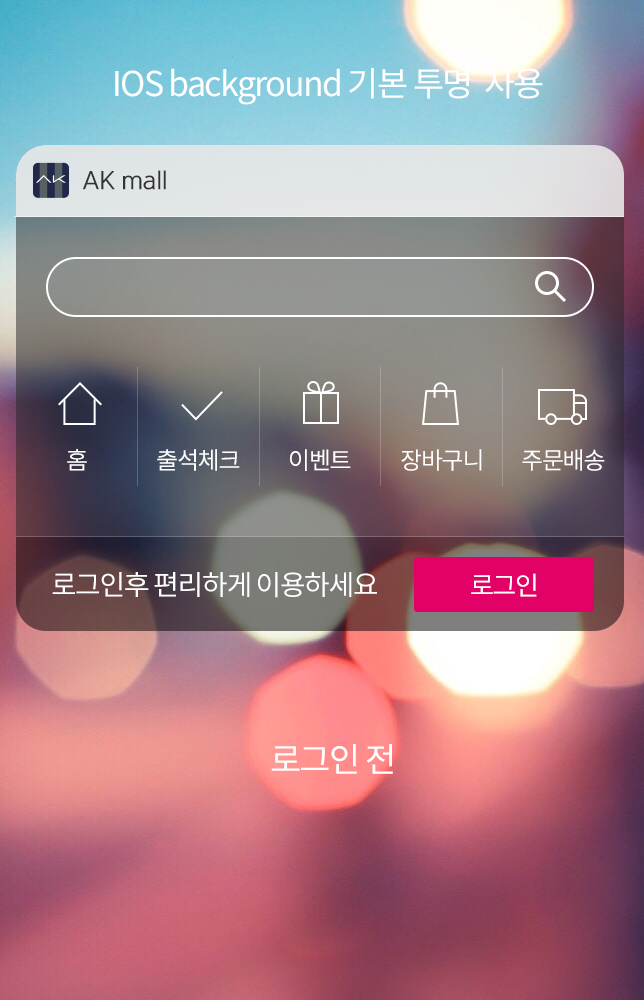 IOS background 기본 투명 사용
AK
AK mall
홈 출석체크 이벤트 장바구니 주문배송
로그인후 편리하게 이용하세요 로그인
로그인 전